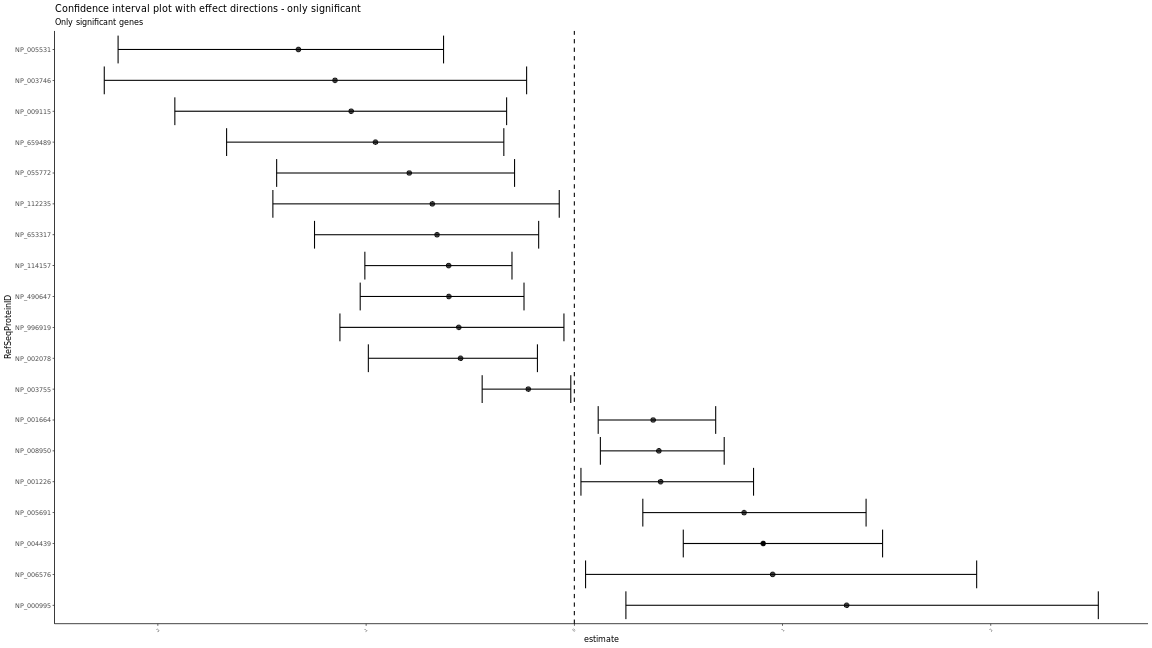 Confidence interval plot with effect directions - only significant
Only significant genes
RefSeqProteinID
NP_005531
NP_003746
NP_009115
NP_659489
NP_055772
NP_112235
NP_653317
NP_114157
NP_490647
NP_996919
NP_002078
NP_003755
NP_001664
NP_008950
NP_001226
NP_005691
NP_004439
NP_006576
NP_000995
estimate